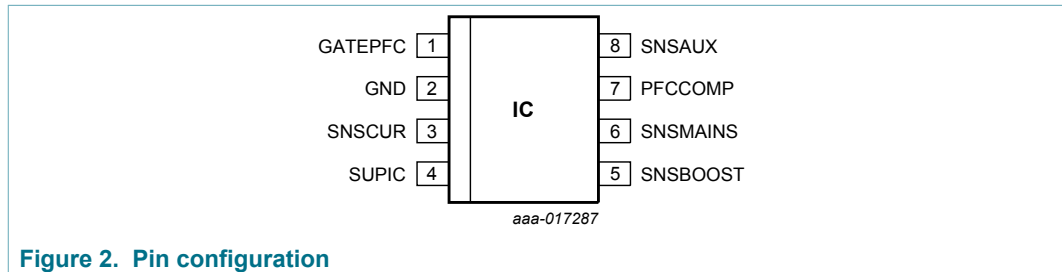 GATEPFC 1 8 SNSAUX
GND 2 7 PFCCOMP
IC
SNSCUR 3 6 SNSMAINS
SUPIC 4 5 SNSBOOST
aaa-017287
Figure 2. Pin configuration